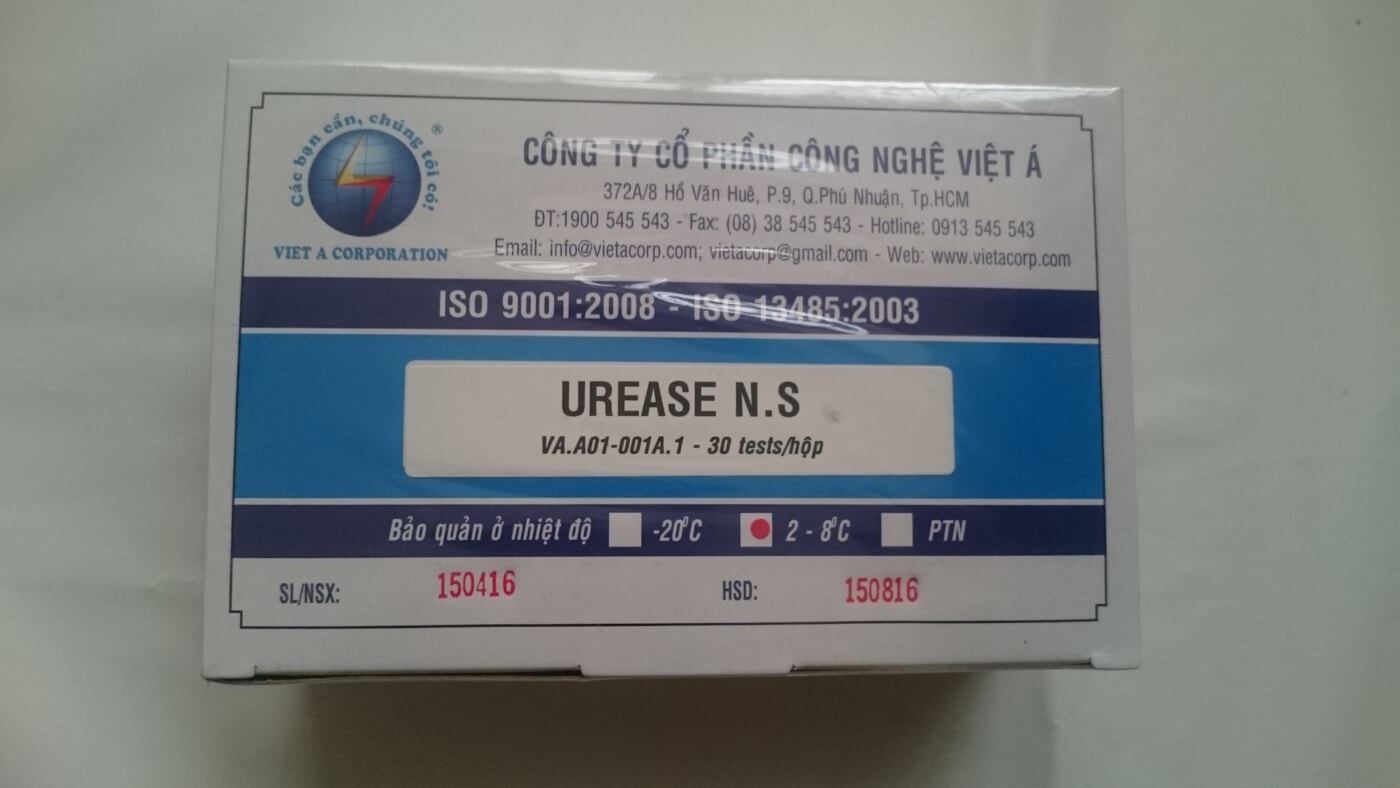 Các bạn cần, chúng tôi có! ®
VIET A CORPORATION
CÔNG TY CỔ PHẦN CÔNG NGHỆ VIỆT Á
372A/8 Hồ Văn Huê, P.9, Q.Phú Nhuận, Tp.HCM
ĐT:1900 545 543 - Fax: (08) 38 545 543 - Hotline: 0913 545 543
Email: info@vietacorp.com; vietacorp@gmail.com - Web: www.vietacorp.com
ISO 9001:2008 - ISO 13485:2003
UREASE N.S
VA.A01-001A.1 - 30 tests/hộp
Bảo quản ở nhiệt độ -20⁰C 2 - 8⁰C PTN
SL/NSX: 150416 HSD: 150816